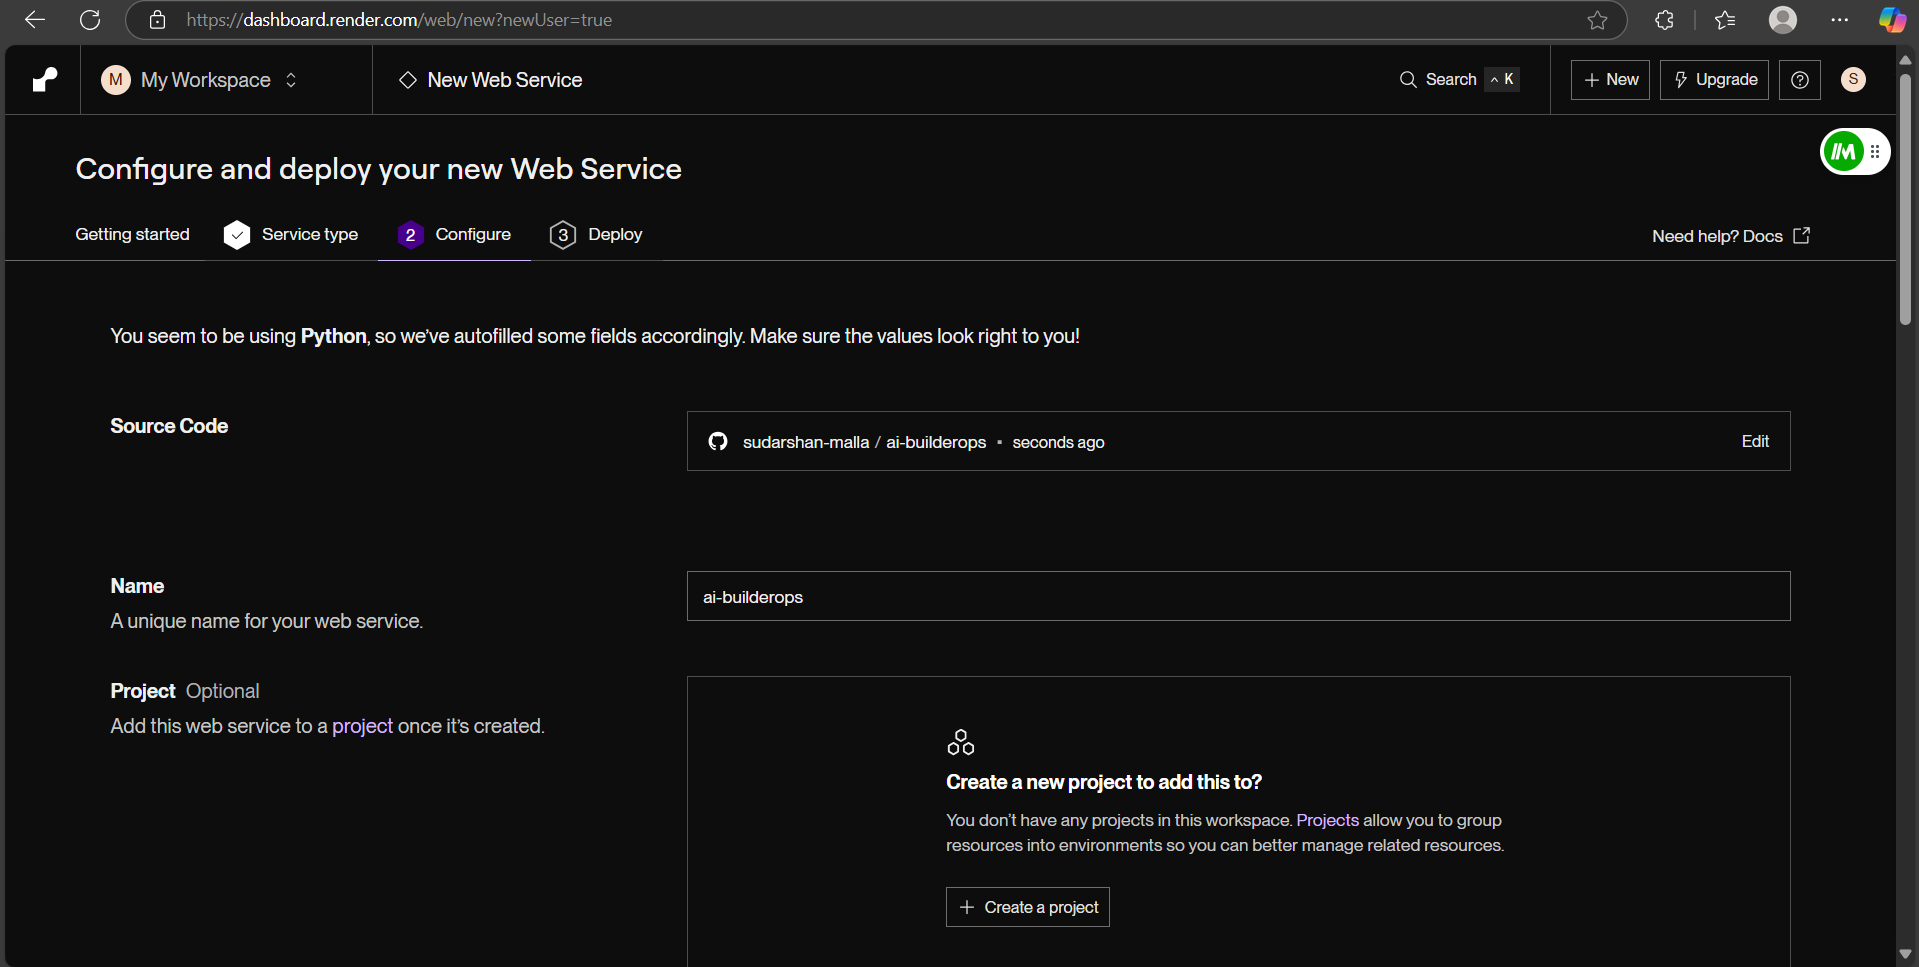 https://dashboard.render.com/web/new?newUser=true
M My Workspace
New Web Service
Search ^ K
+ New
Upgrade
S
Configure and deploy your new Web Service
Getting started
Service type
2 Configure
3 Deploy
Need help? Docs
You seem to be using Python, so we've autofilled some fields accordingly. Make sure the values look right to you!
Source Code
sudarshan-malla / ai-builderops ▪ seconds ago
Edit
Name
A unique name for your web service.
ai-builderops
Project Optional
Add this web service to a project once it's created.
Create a new project to add this to?
You don't have any projects in this workspace. Projects allow you to group
resources into environments so you can better manage related resources.
+ Create a project